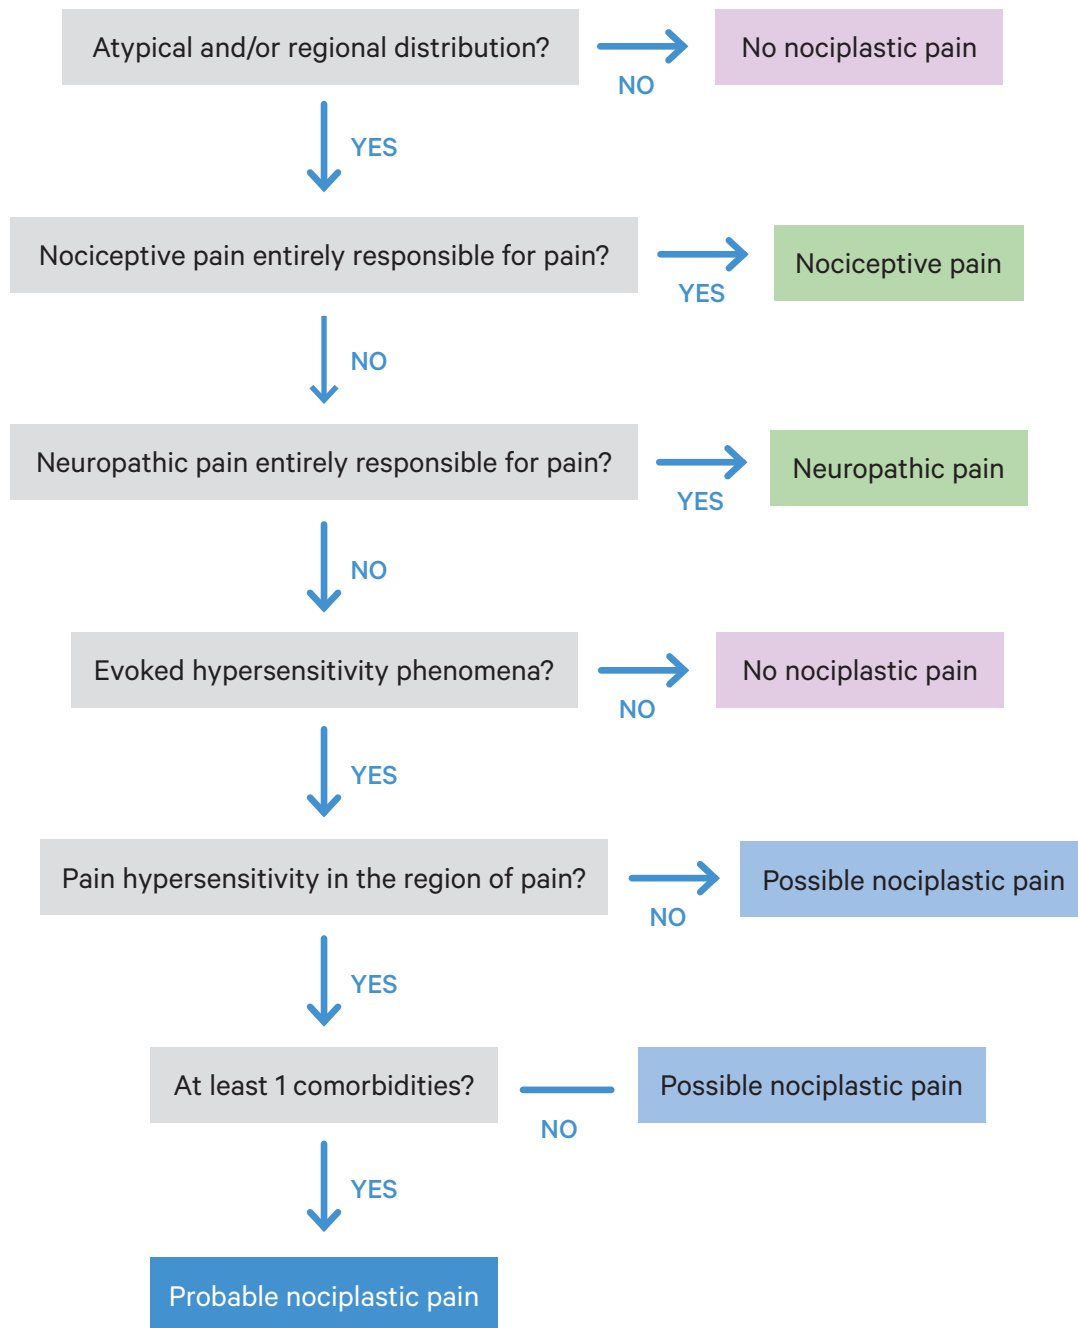 Atypical and/or regional distribution?
NO
No nociplastic pain
YES
Nociceptive pain entirely responsible for pain?
YES
Nociceptive pain
NO
Neuropathic pain entirely responsible for pain?
YES
Neuropathic pain
NO
Evoked hypersensitivity phenomena?
NO
No nociplastic pain
YES
Pain hypersensitivity in the region of pain?
NO
Possible nociplastic pain
YES
At least 1 comorbidities?
NO
Possible nociplastic pain
YES
Probable nociplastic pain